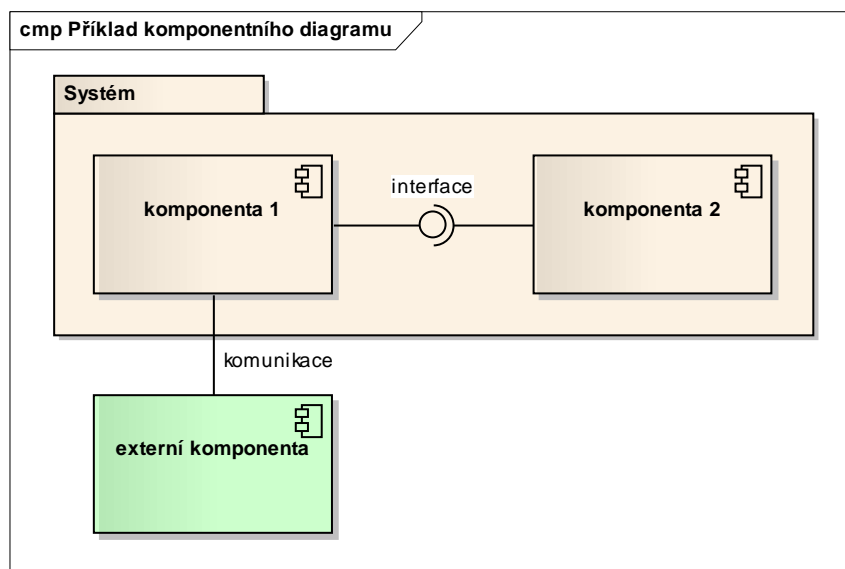 cmp Příklad komponentního diagramu
Systém
komponenta 1
interface
komponenta 2
komunikace
externí komponenta